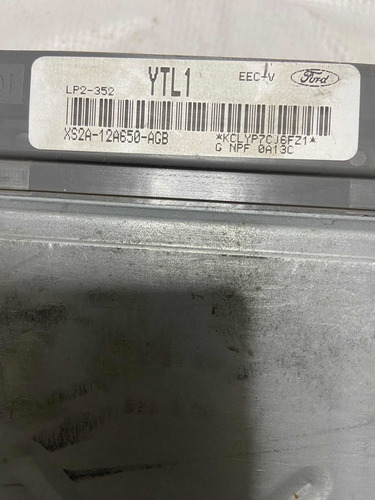 YTL1
EEC-V
Ford
LP2-352
XS2A-12A650-AGB
*KCLYP7CJ6FZ1*
G NPF 0A13C